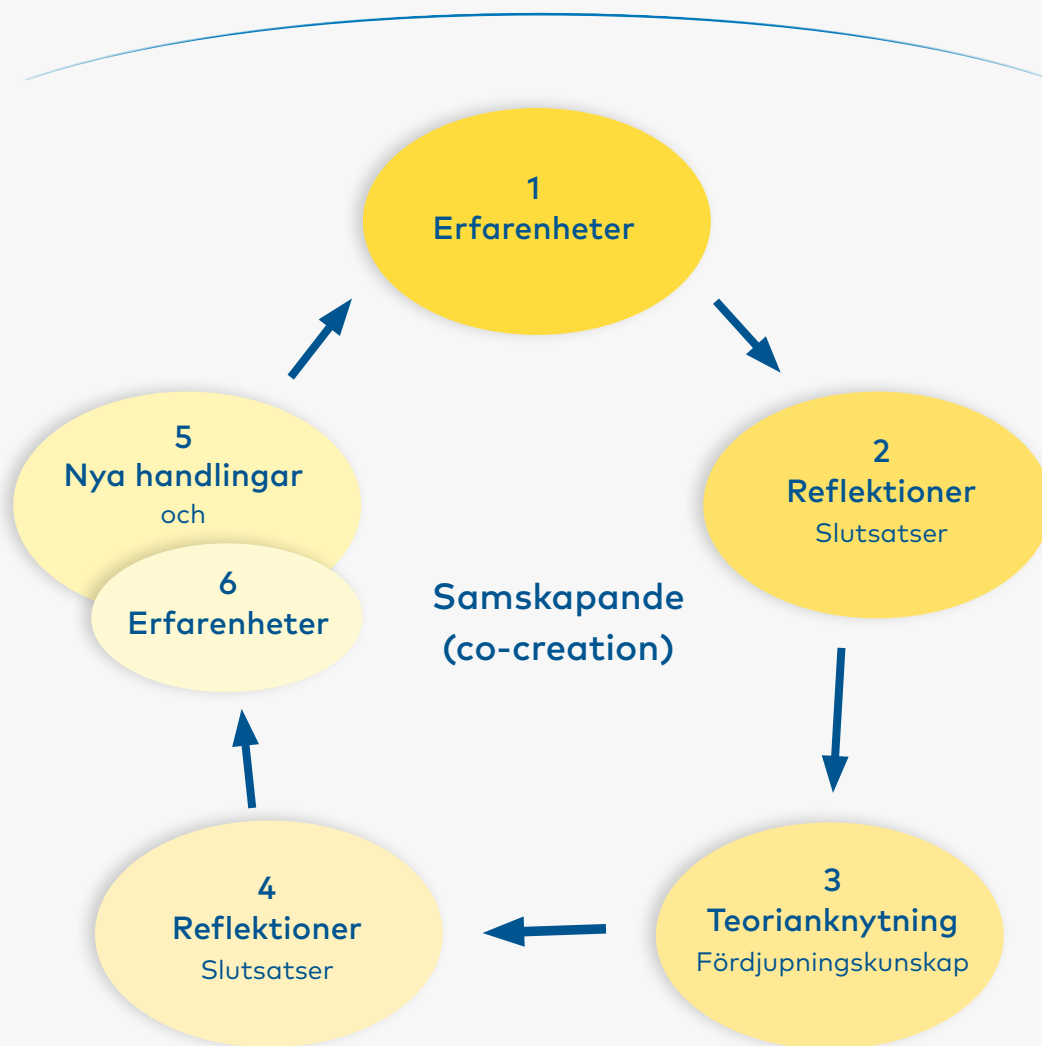 1
Erfarenheter
2
Reflektioner
Slutsatser
3
Teorianknytning
Fördjupningskunskap
4
Reflektioner
Slutsatser
5
Nya handlingar
och
6
Erfarenheter
Samskapande
(co-creation)